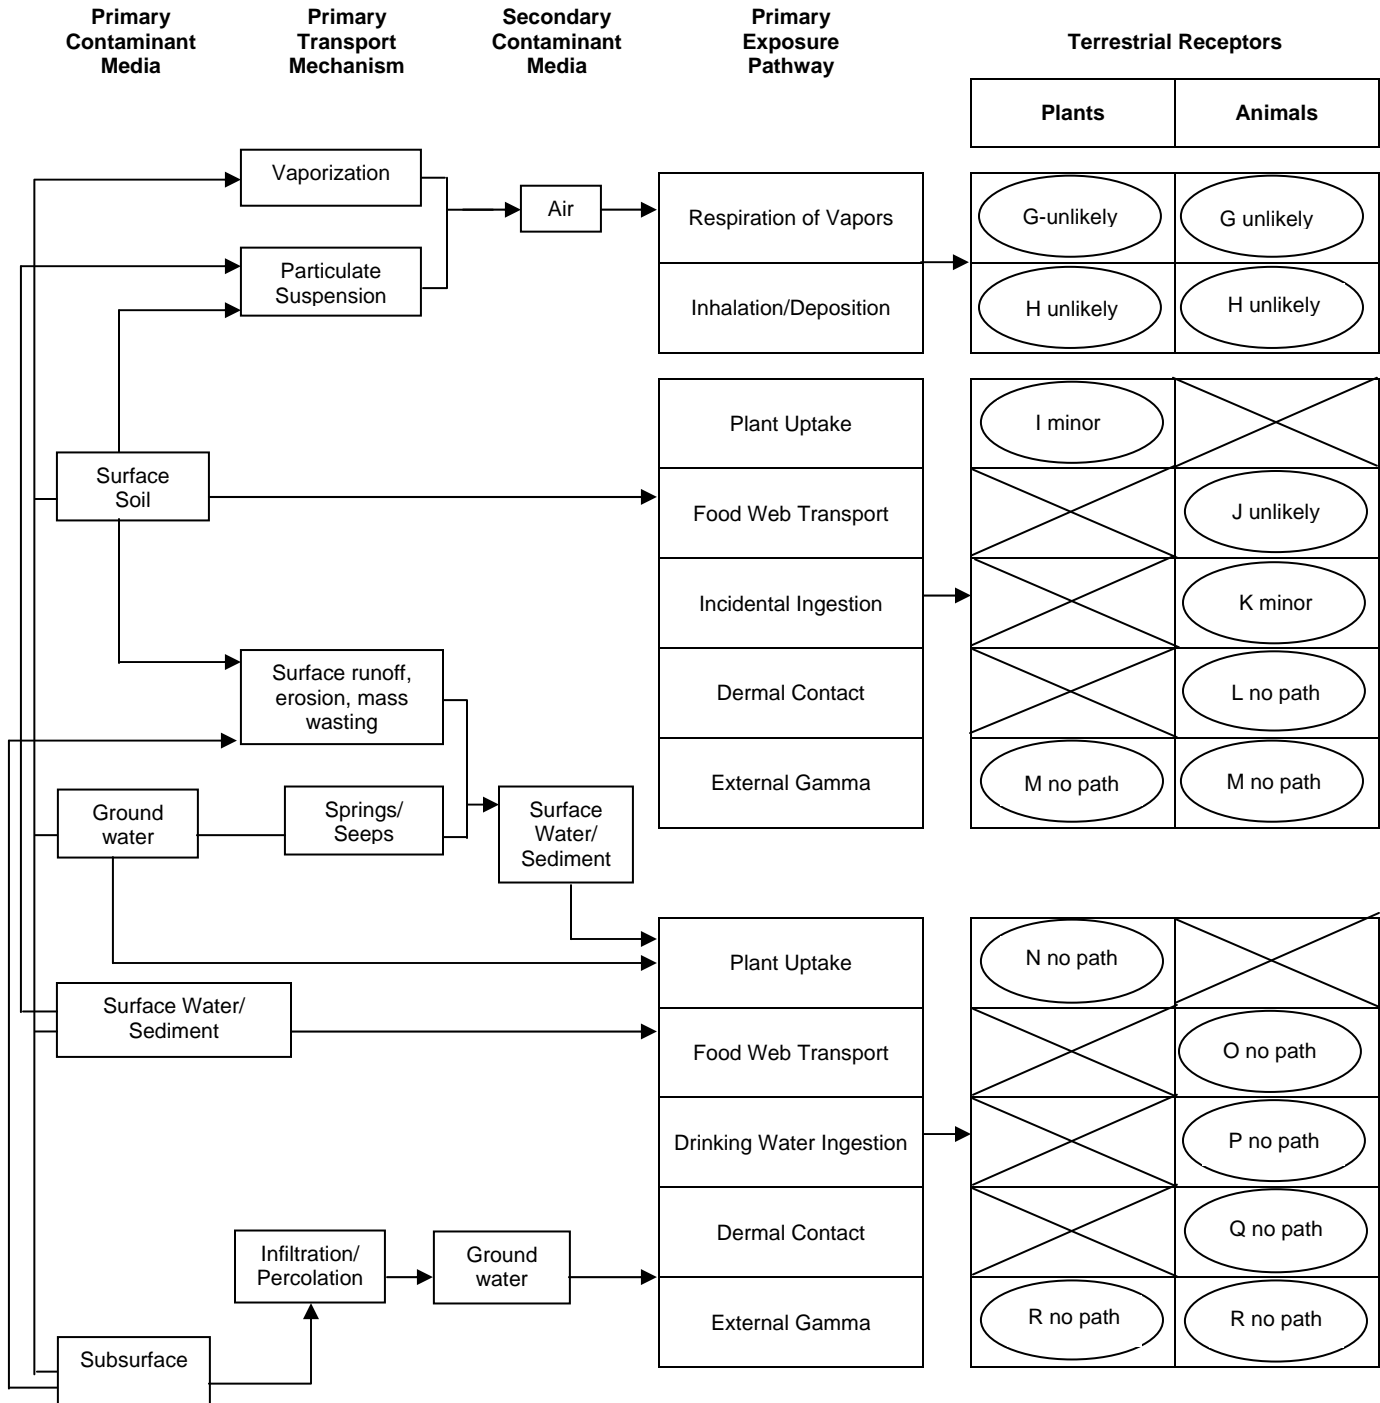 Primary
Contaminant
Media
Primary
Transport
Mechanism
Secondary
Contaminant
Media
Primary
Exposure
Pathway
Terrestrial Receptors
Plants
Animals
Vaporization
Air
Respiration of Vapors
G-unlikely
G unlikely
Particulate
Suspension
Inhalation/Deposition
H unlikely
H unlikely
Plant Uptake
I minor
Surface
Soil
Food Web Transport
J unlikely
Incidental Ingestion
K minor
Surface runoff,
erosion, mass
wasting
Dermal Contact
L no path
External Gamma
M no path
M no path
Ground
water
Springs/
Seeps
Surface
Water/
Sediment
Plant Uptake
N no path
Surface Water/
Sediment
Food Web Transport
O no path
Drinking Water Ingestion
P no path
Dermal Contact
Q no path
Infiltration/
Percolation
Ground
water
External Gamma
R no path
R no path
Subsurface